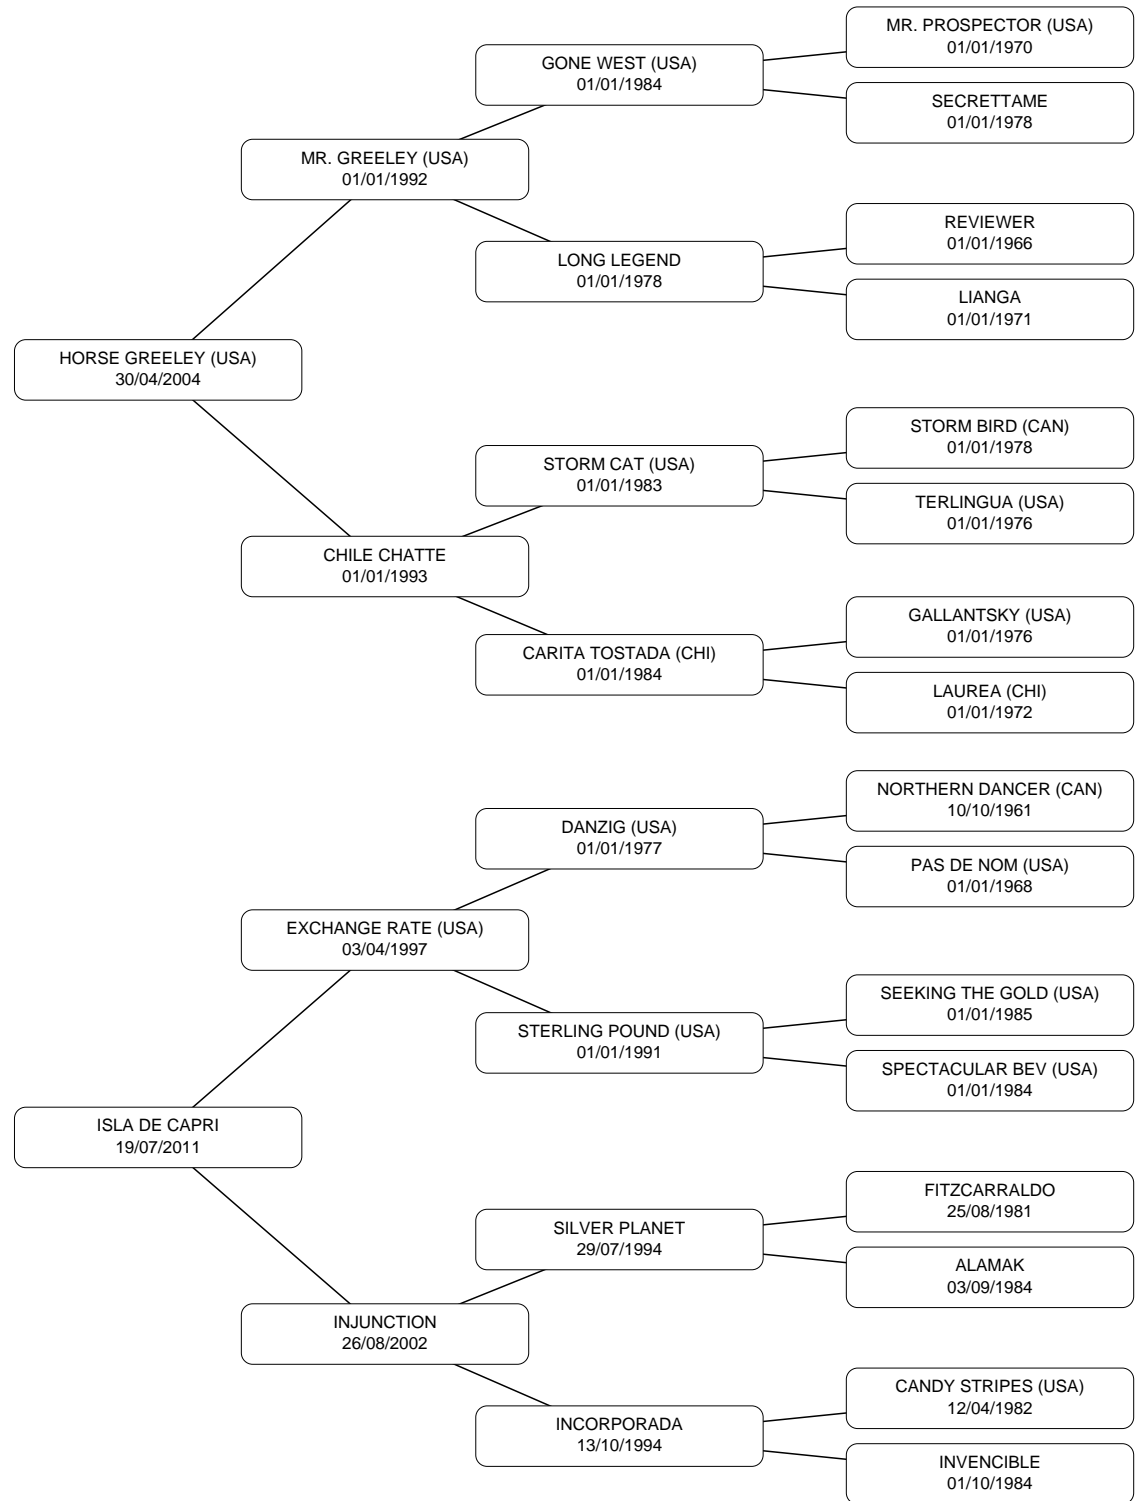 MR. PROSPECTOR (USA)
01/01/1970
GONE WEST (USA)
01/01/1984
SECRETTAME
01/01/1978
MR. GREELEY (USA)
01/01/1992
REVIEWER
01/01/1966
LONG LEGEND
01/01/1978
LIANGA
01/01/1971
HORSE GREELEY (USA)
30/04/2004
STORM BIRD (CAN)
01/01/1978
STORM CAT (USA)
01/01/1983
TERLINGUA (USA)
01/01/1976
CHILE CHATTE
01/01/1993
GALLANTSKY (USA)
01/01/1976
CARITA TOSTADA (CHI)
01/01/1984
LAUREA (CHI)
01/01/1972
NORTHERN DANCER (CAN)
10/10/1961
DANZIG (USA)
01/01/1977
PAS DE NOM (USA)
01/01/1968
EXCHANGE RATE (USA)
03/04/1997
SEEKING THE GOLD (USA)
01/01/1985
STERLING POUND (USA)
01/01/1991
SPECTACULAR BEV (USA)
01/01/1984
ISLA DE CAPRI
19/07/2011
FITZCARRALDO
25/08/1981
SILVER PLANET
29/07/1994
ALAMAK
03/09/1984
INJUNCTION
26/08/2002
CANDY STRIPES (USA)
12/04/1982
INCORPORADA
13/10/1994
INVENCIBLE
01/10/1984